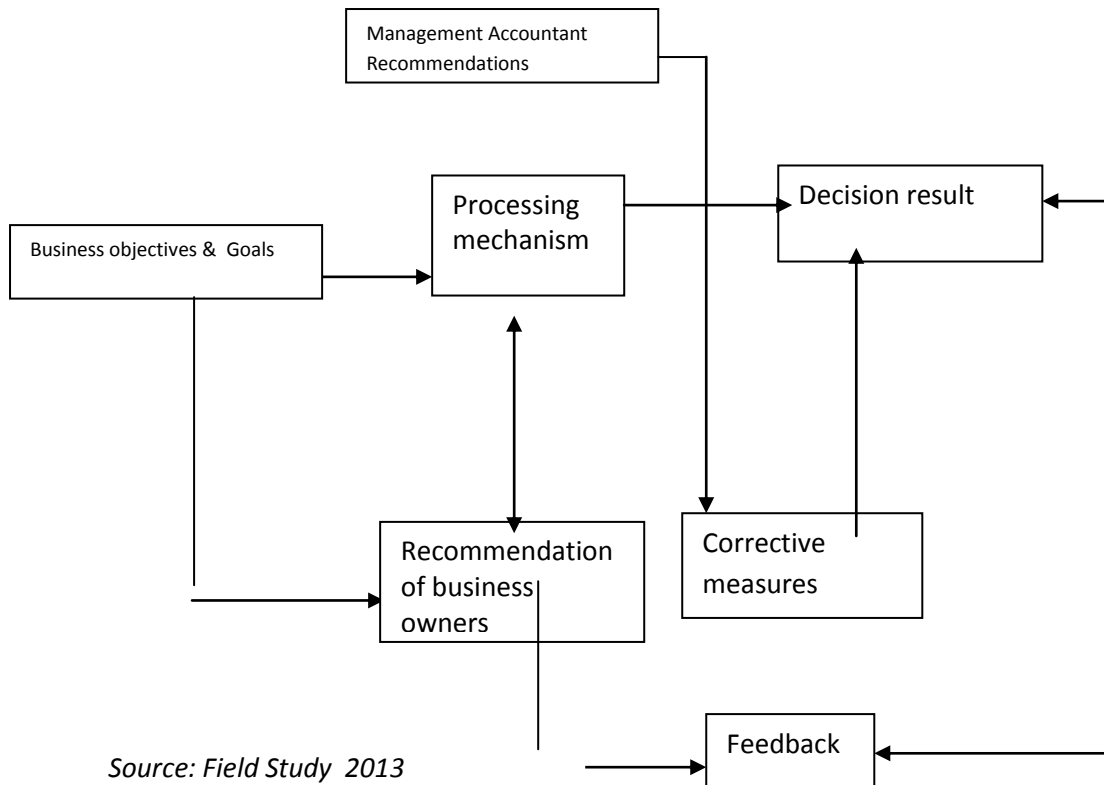 Management Accountant
Recommendations
Processing
mechanism
Decision result
Business objectives & Goals
Recommendation
of business
owners
Corrective
measures
Feedback
Source: Field Study 2013